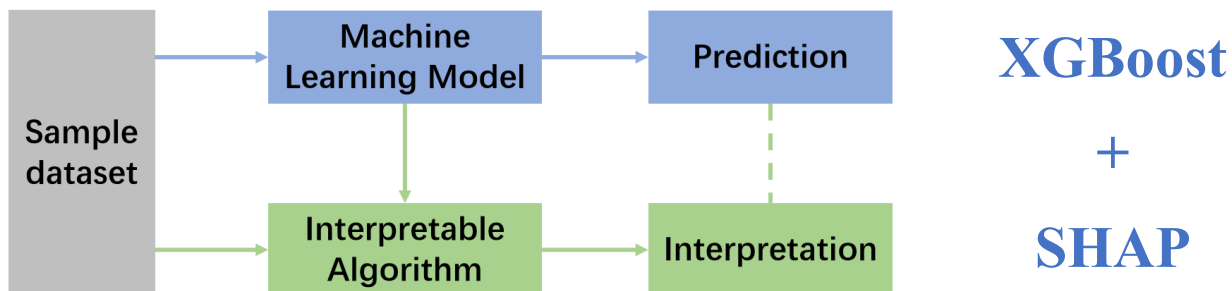 Sample
dataset
Machine
Learning Model
Prediction
Interpretable
Algorithm
Interpretation
XGBoost
+
SHAP